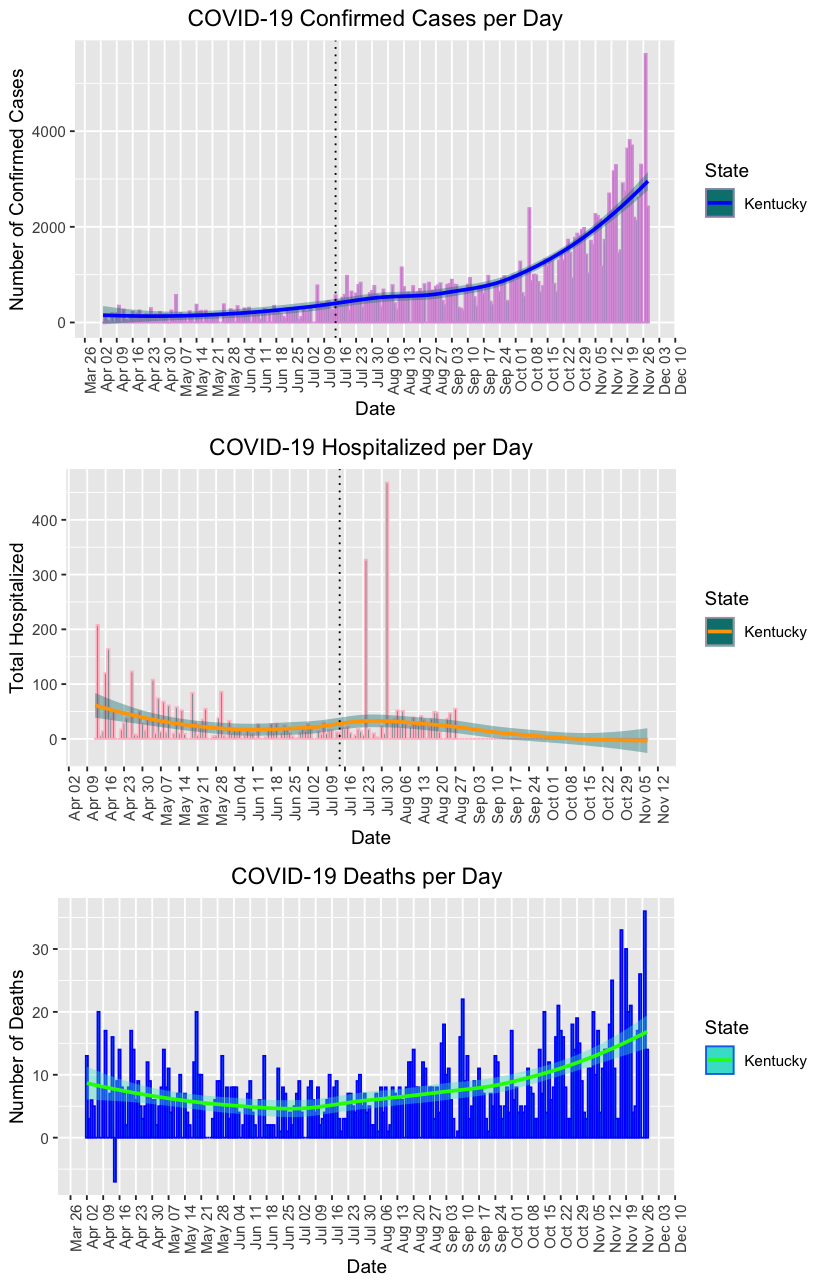 COVID-19 Confirmed Cases per Day
Number of Confirmed Cases
4000
2000
0
Mar 26
Apr 02
Apr 09
Apr 16
Apr 23
Apr 30
May 07
May 14
May 21
May 28
Jun 04
Jun 11
Jun 18
Jun 25
Jul 02
Jul 09
Jul 16
Jul 23
Jul 30
Aug 06
Aug 13
Aug 20
Aug 27
Sep 03
Sep 10
Sep 17
Sep 24
Oct 01
Oct 08
Oct 15
Oct 22
Oct 29
Nov 05
Nov 12
Nov 19
Nov 26
Dec 03
Dec 10
Date
State
Kentucky
COVID-19 Hospitalized per Day
Total Hospitalized
400
300
200
100
0
Apr 02
Apr 09
Apr 16
Apr 23
Apr 30
May 07
May 14
May 21
May 28
Jun 04
Jun 11
Jun 18
Jun 25
Jul 02
Jul 09
Jul 16
Jul 23
Jul 30
Aug 06
Aug 13
Aug 20
Aug 27
Sep 03
Sep 10
Sep 17
Sep 24
Oct 01
Oct 08
Oct 15
Oct 22
Oct 29
Nov 05
Nov 12
Date
State
Kentucky
COVID-19 Deaths per Day
Number of Deaths
30
20
10
0
Mar 26
Apr 02
Apr 09
Apr 16
Apr 23
Apr 30
May 07
May 14
May 21
May 28
Jun 04
Jun 11
Jun 18
Jun 25
Jul 02
Jul 09
Jul 16
Jul 23
Jul 30
Aug 06
Aug 13
Aug 20
Aug 27
Sep 03
Sep 10
Sep 17
Sep 24
Oct 01
Oct 08
Oct 15
Oct 22
Oct 29
Nov 05
Nov 12
Nov 19
Nov 26
Dec 03
Dec 10
Date
State
Kentucky